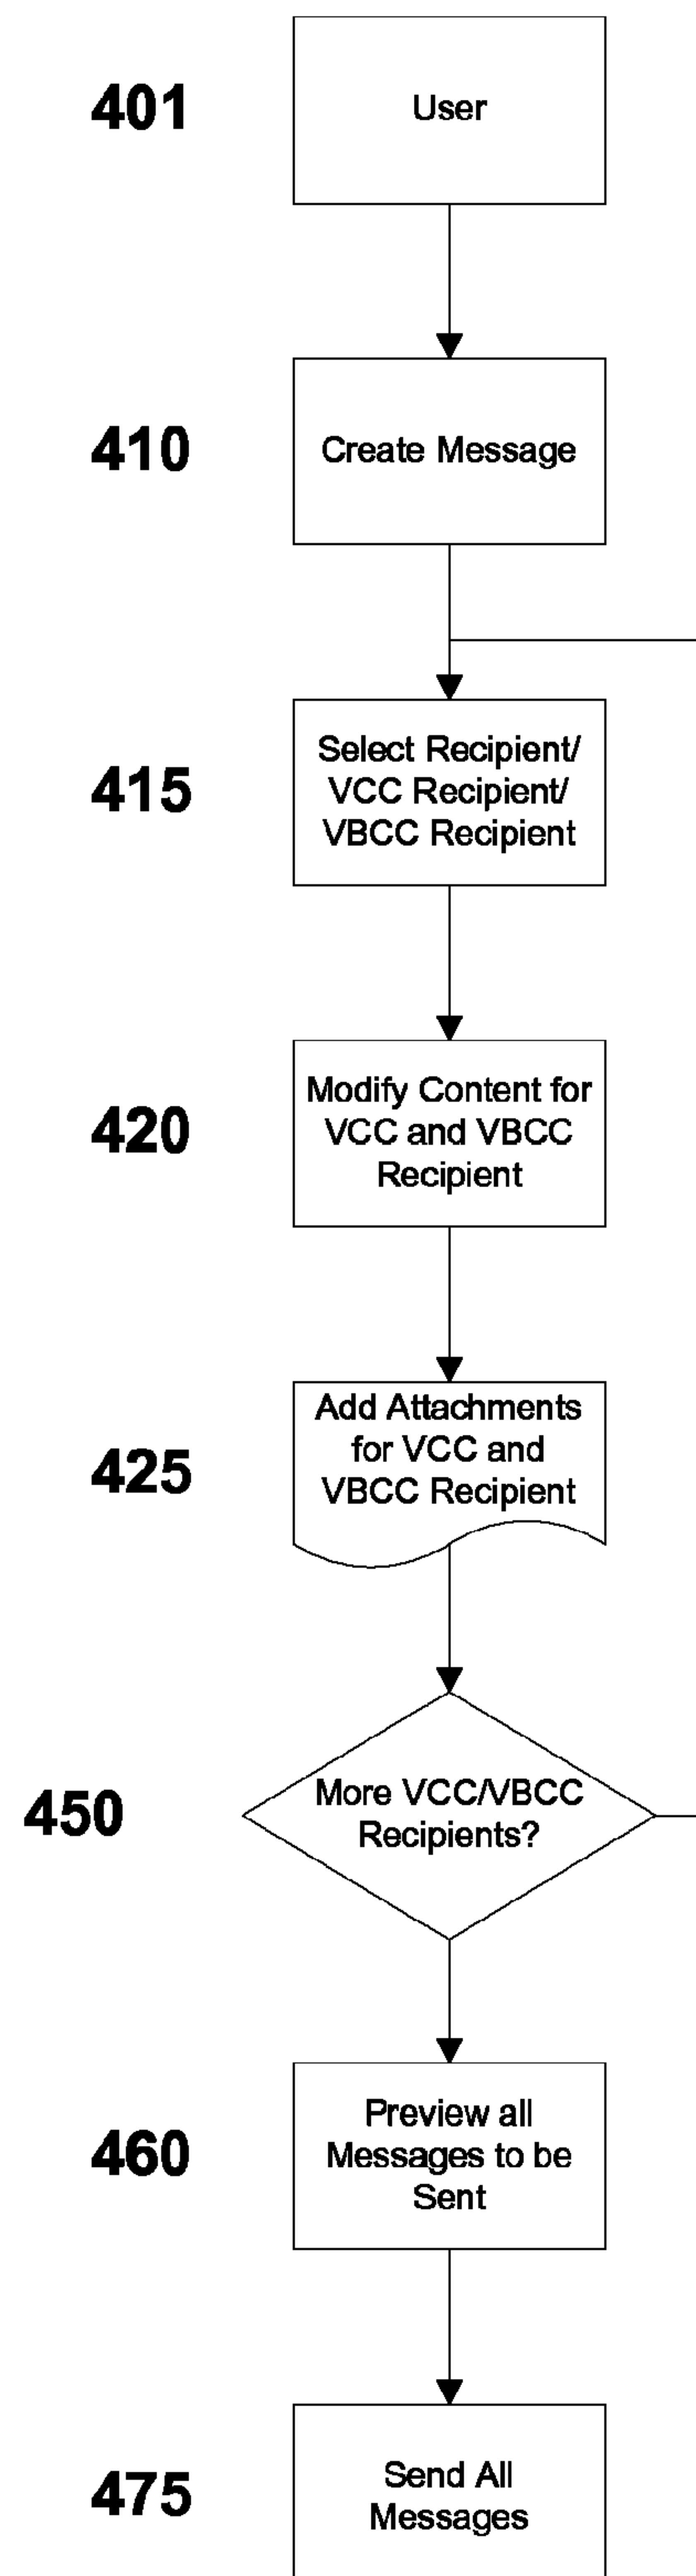 401
User
410
Create Message
415
Select Recipient/
VCC Recipient/
VBCC Recipient
420
Modify Content for
VCC and VBCC
Recipient
425
Add Attachments
for VCC and
VBCC Recipient
450
More VCC/VBCC
Recipients?
460
Preview all
Messages to be
Sent
475
Send All
Messages